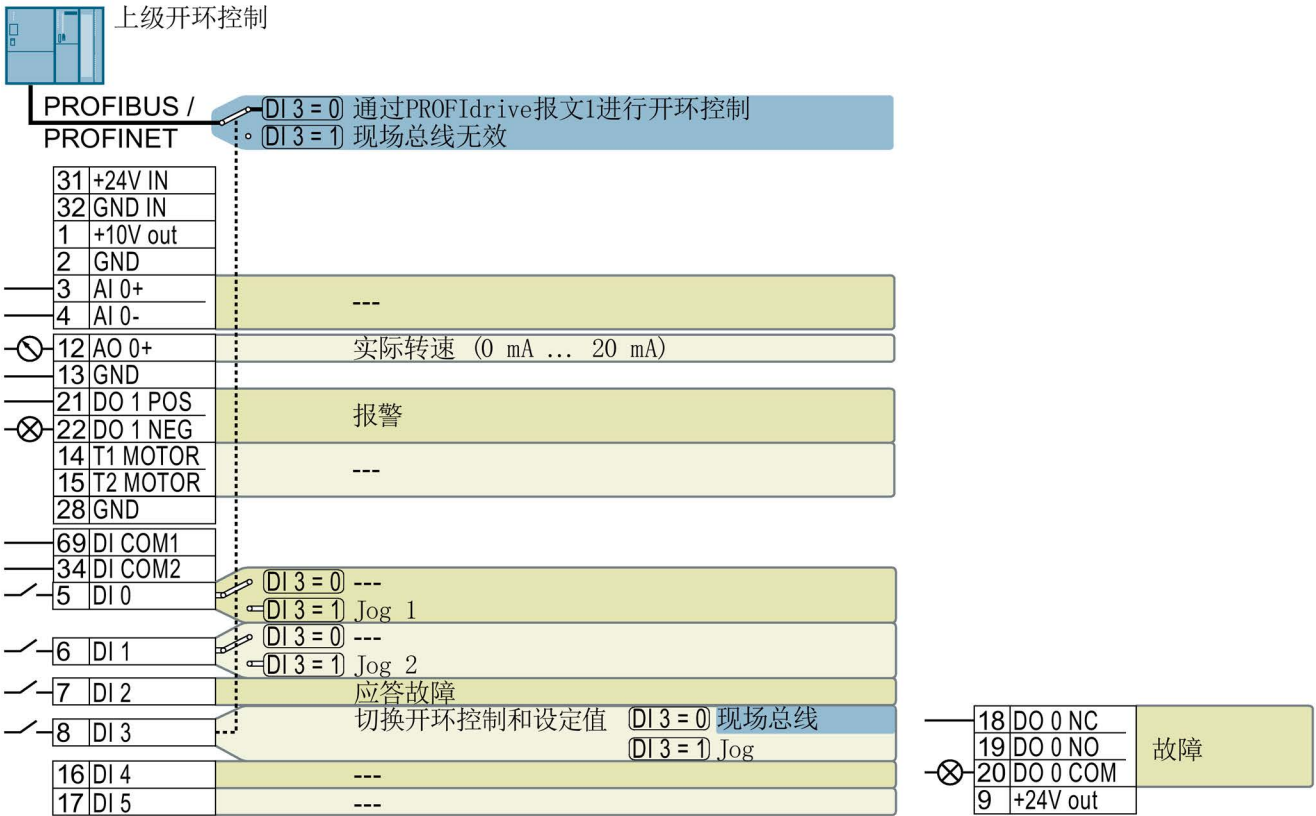 上级开环控制
PROFIBUS /
PROFINET
DI 3 = 0 通过PROFIdrive报文1进行开环控制
DI 3 = 1 现场总线无效
31 +24V IN
32 GND IN
1 +10V out
2 GND
3 AI 0+
4 AI 0-
---
12 AO 0+ 实际转速 (0 mA ... 20 mA)
13 GND
21 DO 1 POS
22 DO 1 NEG
报警
14 T1 MOTOR
15 T2 MOTOR
---
28 GND
69 DI COM1
34 DI COM2
5 DI 0
DI 3 = 0 ---
DI 3 = 1 Jog 1
6 DI 1
DI 3 = 0 ---
DI 3 = 1 Jog 2
7 DI 2 应答故障
8 DI 3
切换开环控制和设定值 DI 3 = 0 现场总线
DI 3 = 1 Jog
16 DI 4 ---
17 DI 5 ---
18 DO 0 NC
19 DO 0 NO
20 DO 0 COM
故障
9 +24V out